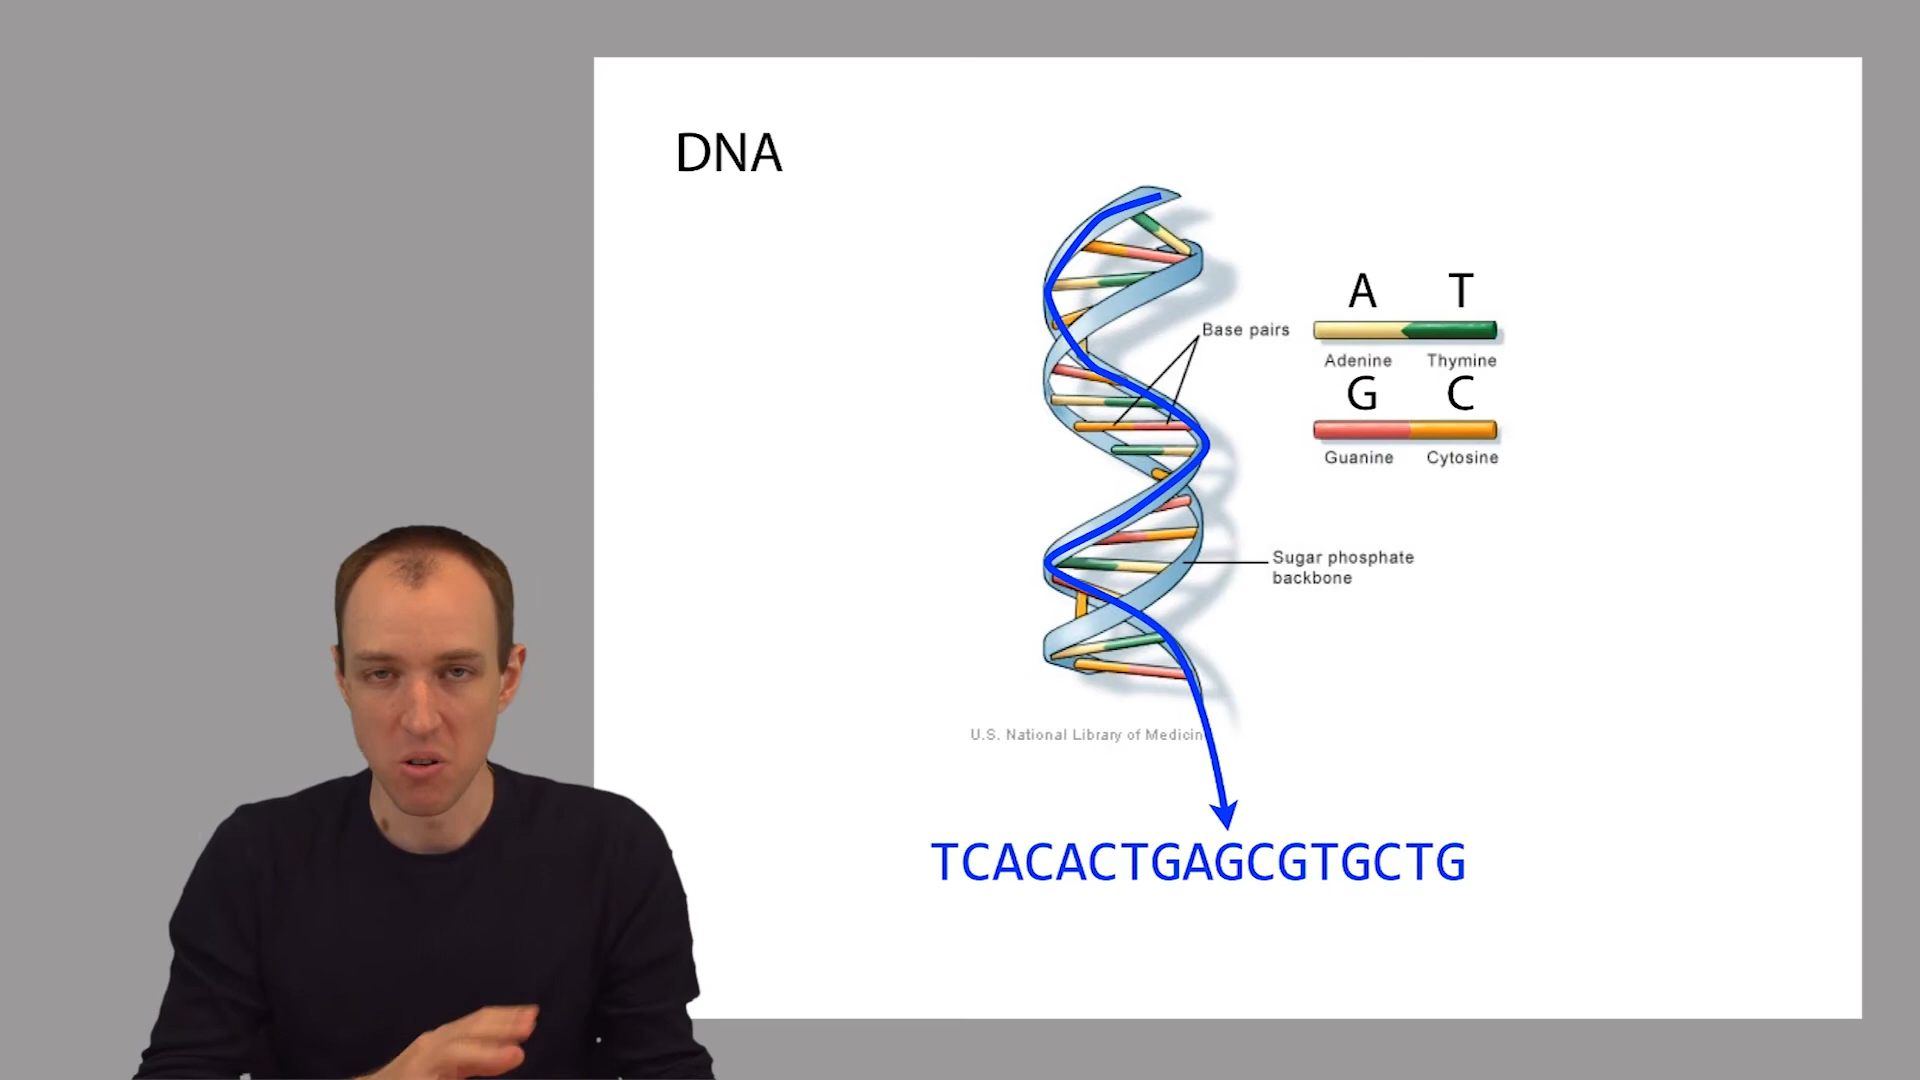 DNA
A T
Base pairs
Adenine Thymine
G C
Guanine Cytosine
Sugar phosphate
backbone
U.S. National Library of Medicin
TCACACTGAGCGTGCTG